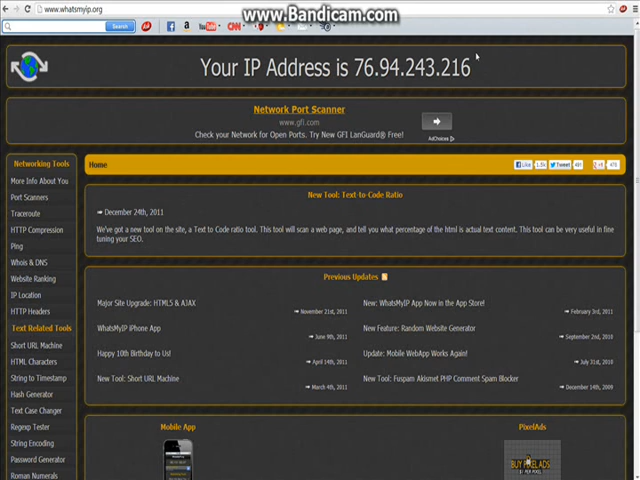 www.Bandicam.com
www.whatsmyip.org
Search
YouTube
CNN
Your IP Address is 76.94.243.216
Network Port Scanner
www.gfi.com
Check your Network for Open Ports. Try New GFI LanGuard® Free!
AdChoices
Networking Tools
More Info About You
Port Scanners
Traceroute
HTTP Compression
Ping
Whois & DNS
Website Ranking
IP Location
HTTP Headers
Text Related Tools
Short URL Machine
HTML Characters
String to Timestamp
Hash Generator
Text Case Changer
Regexp Tester
String Encoding
Password Generator
Roman Numerals
Home
Like
1.5k
Tweet
481
+1
478
New Tool: Text-to-Code Ratio
December 24th, 2011
We've got a new tool on the site, a Text to Code Ratio tool. This tool will scan a web page, and tell you what percentage of the html is actual text content. This tool can be very useful in fine
tuning your SEO.
Previous Updates
Major Site Upgrade: HTML5 & AJAX
November 21st, 2011
New: WhatsMyIP App Now in the App Store!
February 3rd, 2011
WhatsMyIP iPhone App
June 9th, 2011
New Feature: Random Website Generator
September 2nd, 2010
Happy 10th Birthday to Us!
April 14th, 2011
Update: Mobile WebApp Works Again!
July 31st, 2010
New Tool: Short URL Machine
March 4th, 2011
New Tool: Fuspam Akismet PHP Comment Spam Blocker
December 14th, 2009
Mobile App
PixelAds
BUY PIXEL ADS